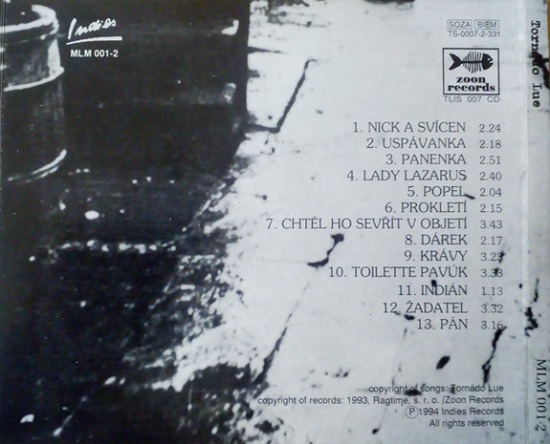 Indies
MLM 001-2
SOZA BIEM
TS-0007-2-331
zoon
records
TLIS 007 CD
1. NICK A SVÍCEN 2.24
2. USPÁVANKA 2.18
3. PANENKA 2.51
4. LADY LAZARUS 2.40
5. POPEL 2.04
6. PROKLETÍ 2.15
7. CHTĚL HO SEVŘÍT V OBJETÍ 3.43
8. DÁREK 2.17
9. KRÁVY 3.23
10. TOILETTE PAVÚK 3.33
11. INDIÁN 1.13
12. ŽADATEL 3.32
13. PÁN 3.16
copyright of songs: Tornádo Lue
copyright of records: 1993, Ragtime, s. r. o. /Zoon Records
Ⓟ 1994 Indies Records
All rights reserved
Tornádo Lue
MLM 001-2